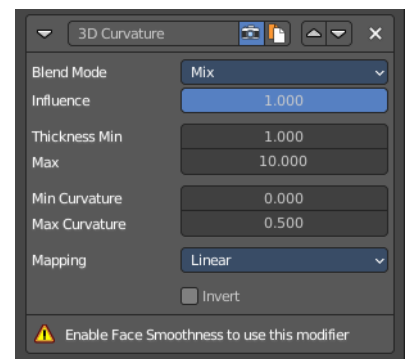 3D Curvature
Blend Mode Mix
Influence 1.000
Thickness Min 1.000
Max 10.000
Min Curvature 0.000
Max Curvature 0.500
Mapping Linear
Invert
Enable Face Smoothness to use this modifier